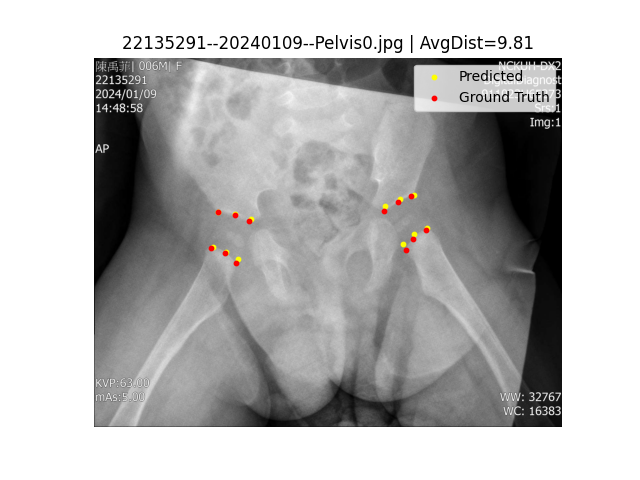 22135291--20240109--Pelvis0.jpg | AvgDist=9.81
陳禹菲| 006M| F
22135291
2024/01/09
14:48:58
AP
NCKUH-DX2
Predicted
Ground Truth
Srs:1
Img:1
KVP:63.00
mAs:5.00
WW: 32767
WC: 16383